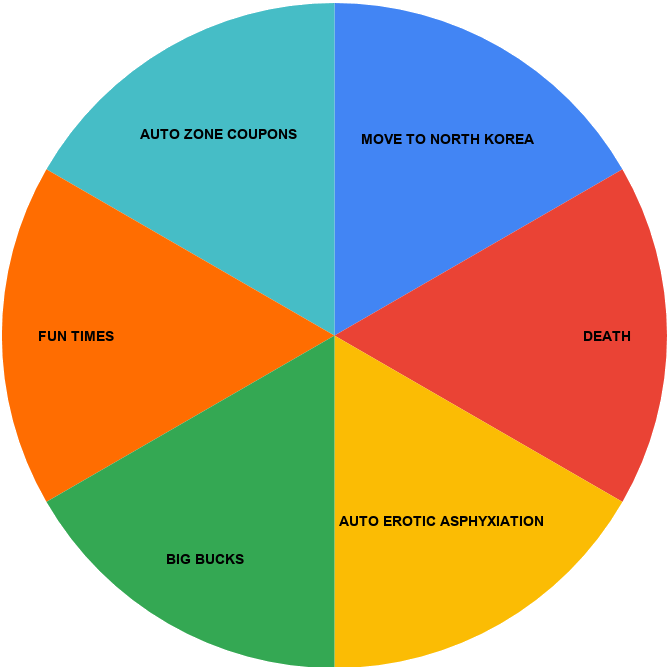 AUTO ZONE COUPONS
MOVE TO NORTH KOREA
FUN TIMES
DEATH
AUTO EROTIC ASPHYXIATION
BIG BUCKS